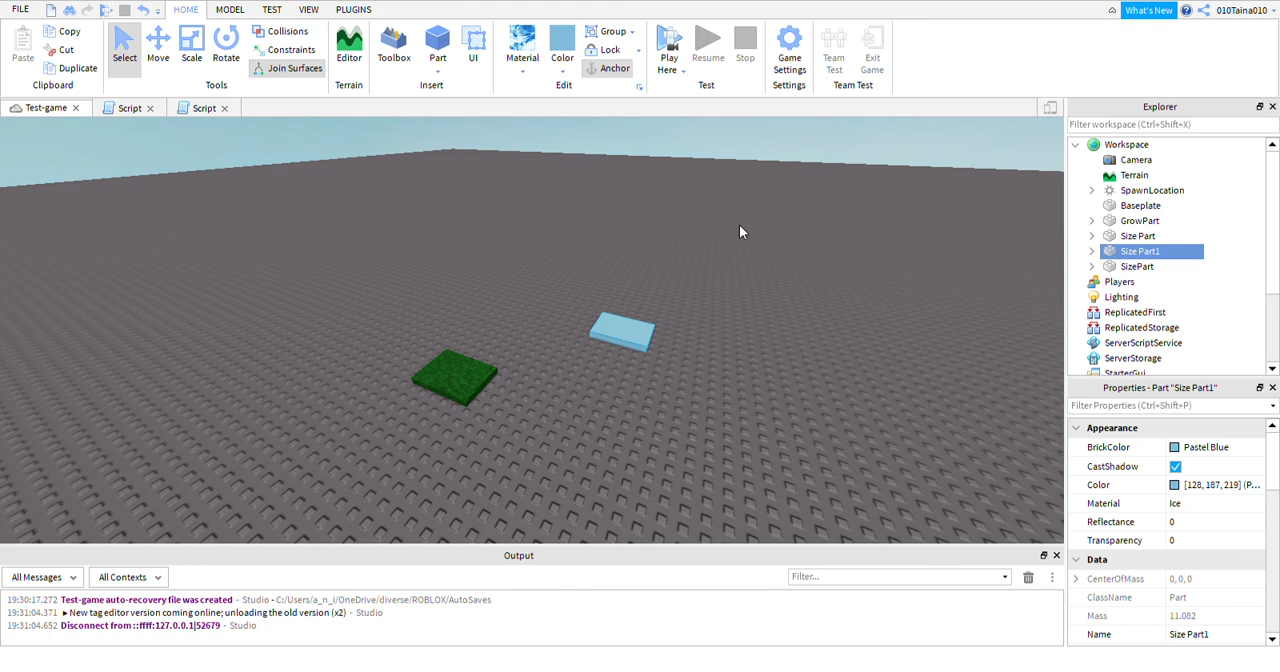 FILE HOME MODEL TEST VIEW PLUGINS What's New 010Taina010
Copy Cut Duplicate Paste
Select Move Scale Rotate
Collisions Constraints Join Surfaces
Editor Toolbox Part UI
Material Color Group Lock Anchor
Play Here Resume Stop
Game Settings Team Test Exit Game
Clipboard Tools Terrain Insert Edit Test Settings Team Test
Test-game Script Script
Explorer
Filter workspace (Ctrl+Shift+X)
Workspace
Camera
Terrain
SpawnLocation
Baseplate
GrowPart
Size Part
Size Part1
SizePart
Players
Lighting
ReplicatedFirst
ReplicatedStorage
ServerScriptService
ServerStorage
StarterGui
Properties - Part "Size Part1"
Filter Properties (Ctrl+Shift+P)
Appearance
BrickColor Pastel Blue
CastShadow
Color [128, 187, 219] (P...
Material Ice
Reflectance 0
Transparency 0
Data
CenterOfMass 0, 0, 0
ClassName Part
Mass 11.082
Name Size Part1
Output
All Messages All Contexts Filter...
19:30:17.272 Test-game auto-recovery file was created - Studio - C:/Users/a_n_i/OneDrive/diverse/ROBLOX/AutoSaves
19:31:04.371 ▸ New tag editor version coming online; unloading the old version (x2) - Studio
19:31:04.652 Disconnect from ::ffff:127.0.0.1|52679 - Studio